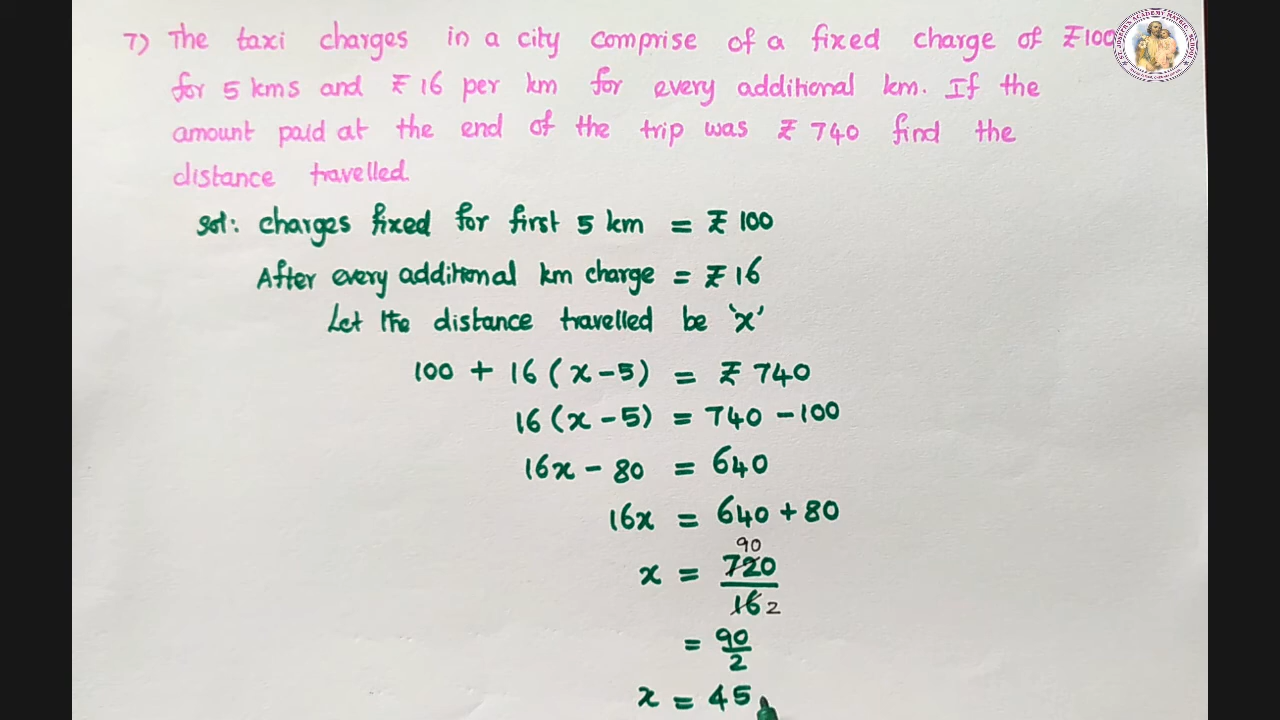 7) The taxi charges in a city comprise of a fixed charge of ₹100
for 5 kms and ₹16 per km for every additional km. If the
amount paid at the end of the trip was ₹740 find the
distance travelled.
Sol: charges fixed for first 5 km = ₹100
After every additional km charge = ₹16
Let the distance travelled be 'x'
100 + 16(x-5) = ₹740
16(x-5) = 740 - 100
16x - 80 = 640
16x = 640 + 80
90
x = 720
16 2
= 90/2
x = 45